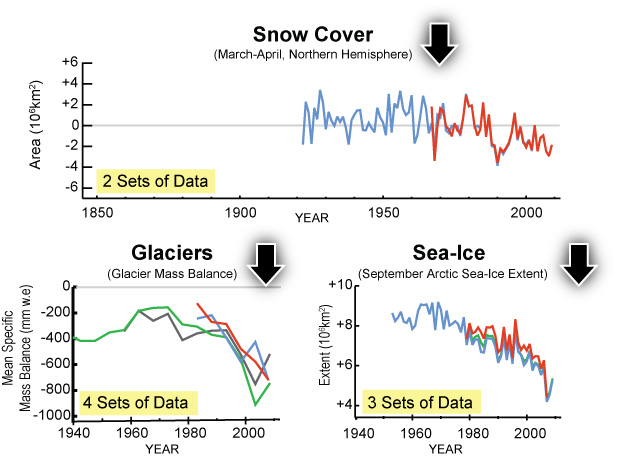 Snow Cover
(March-April, Northern Hemisphere)
+6
+4
+2
0
-2
-4
-6
Area (10⁶km²)
2 Sets of Data
1850
1900
1950
2000
YEAR
Glaciers
(Glacier Mass Balance)
0
-200
-400
-600
-800
-1000
Mean Specific
Mass Balance (mm w.e)
4 Sets of Data
1940
1960
1980
2000
YEAR
Sea-Ice
(September Arctic Sea-Ice Extent)
+10
+8
+6
+4
Extent (10⁶km²)
3 Sets of Data
1940
1960
1980
2000
YEAR